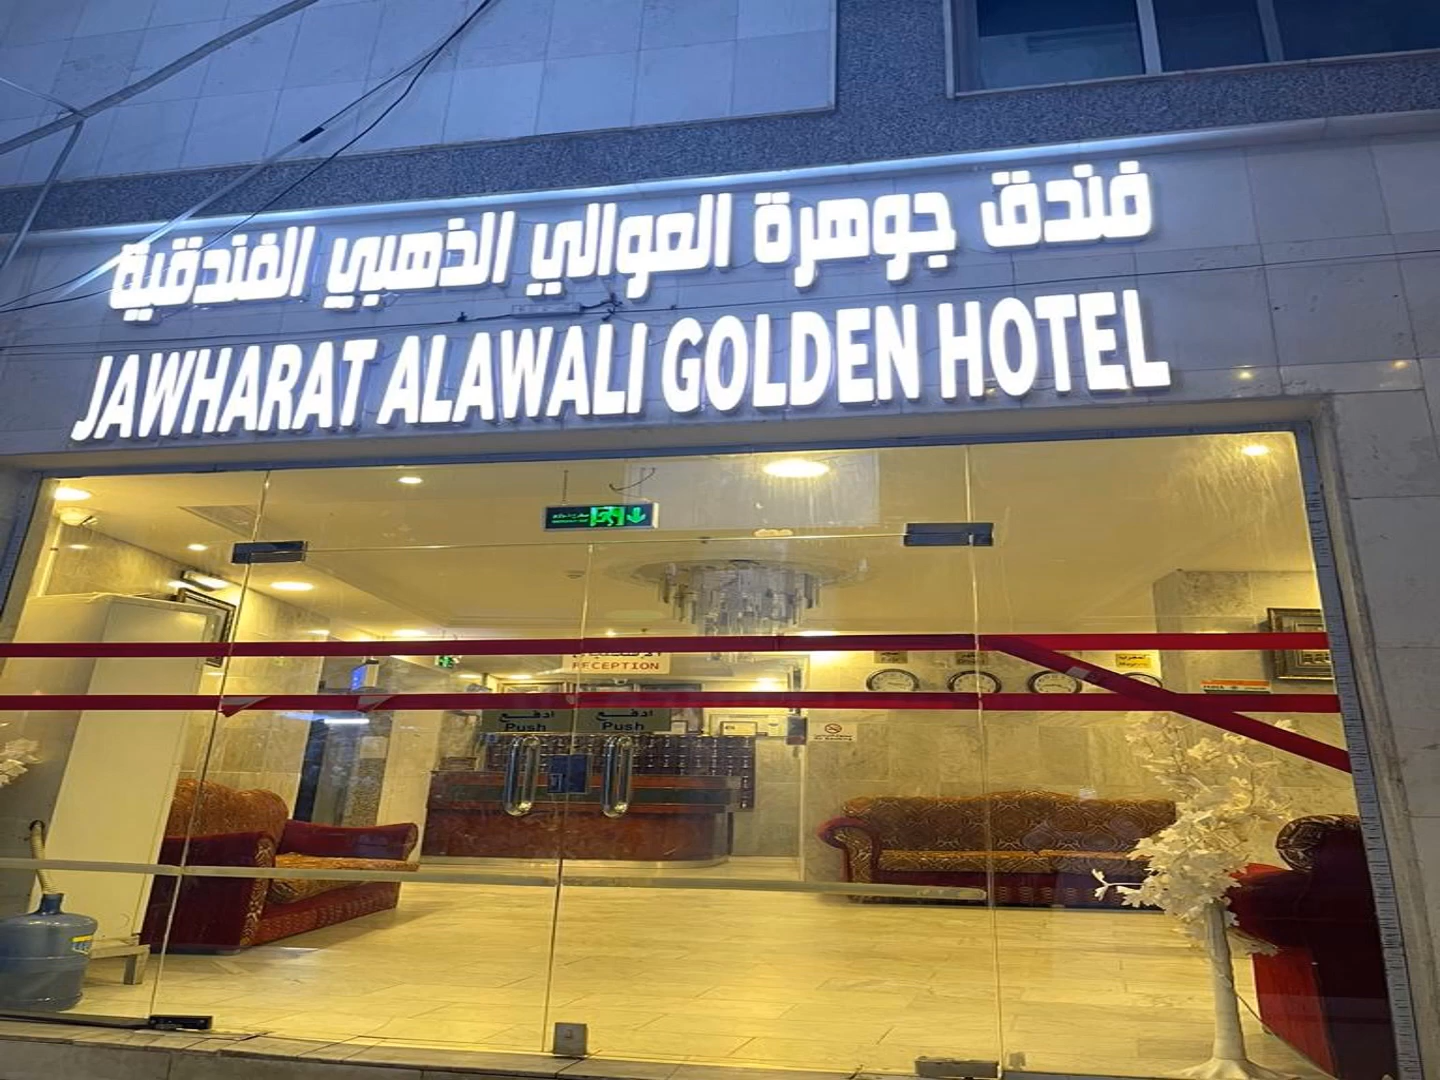 فندق جوهرة العوالي الذهبي الفندقية
JAWHARAT ALAWALI GOLDEN HOTEL
RECEPTION
ادفع ادفع
Push Push